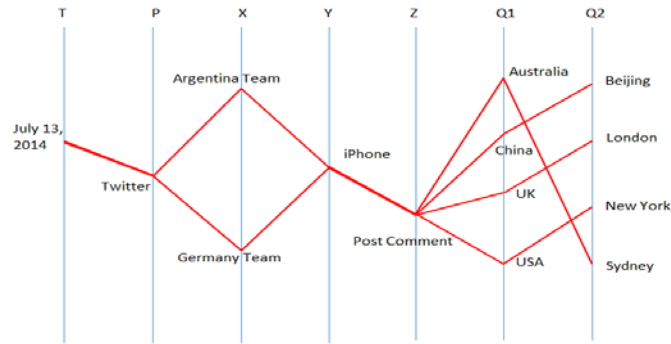 T P X Y Z Q1 Q2
Argentina Team
Australia
Beijing
July 13,
2014
London
iPhone
China
Twitter
UK
New York
Post Comment
Germany Team
USA
Sydney